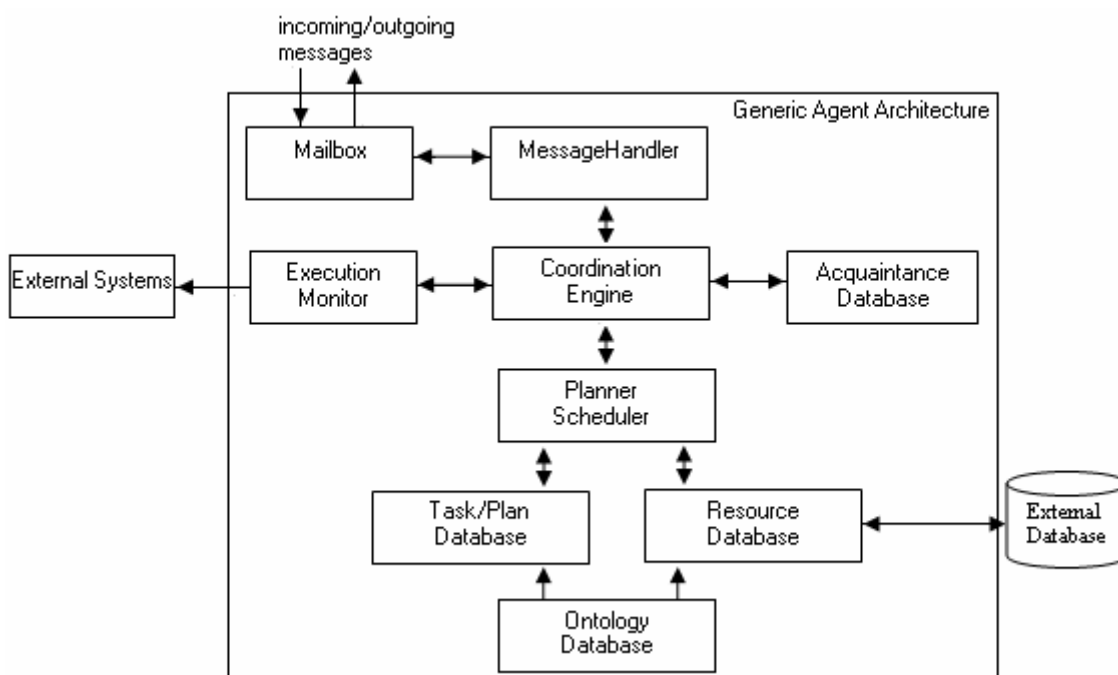 incoming/outgoing
messages
Generic Agent Architecture
Mailbox
MessageHandler
External Systems
Execution
Monitor
Coordination
Engine
Acquaintance
Database
Planner
Scheduler
Task/Plan
Database
Resource
Database
External
Database
Ontology
Database